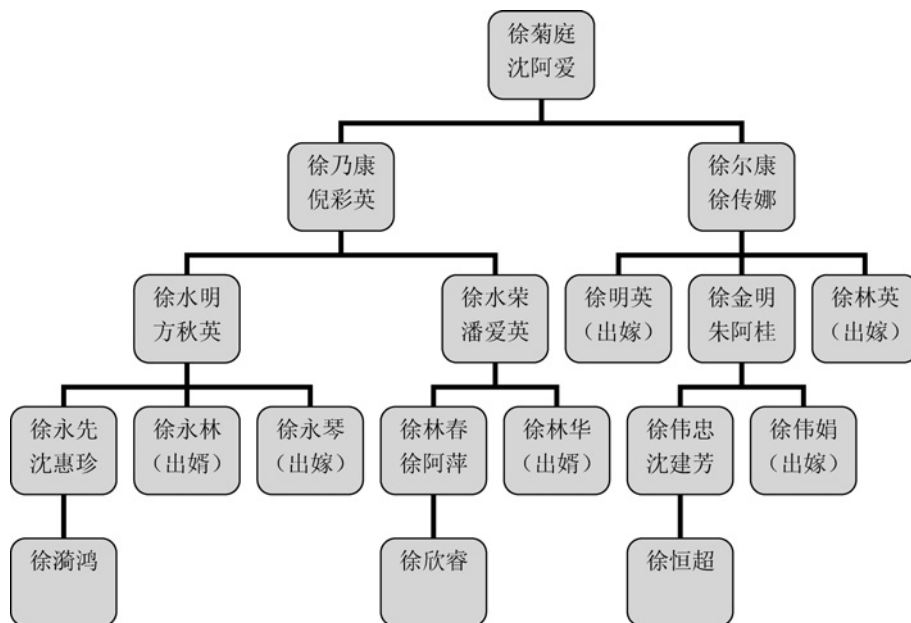 徐菊庭
沈阿爱
徐乃康
倪彩英
徐尔康
徐传娜
徐水明
方秋英
徐水荣
潘爱英
徐明英
（出嫁）
徐金明
朱阿桂
徐林英
（出嫁）
徐永先
沈惠珍
徐永林
（出婿）
徐永琴
（出嫁）
徐林春
徐阿萍
徐林华
（出婿）
徐伟忠
沈建芳
徐伟娟
（出嫁）
徐漪鸿
徐欣睿
徐恒超